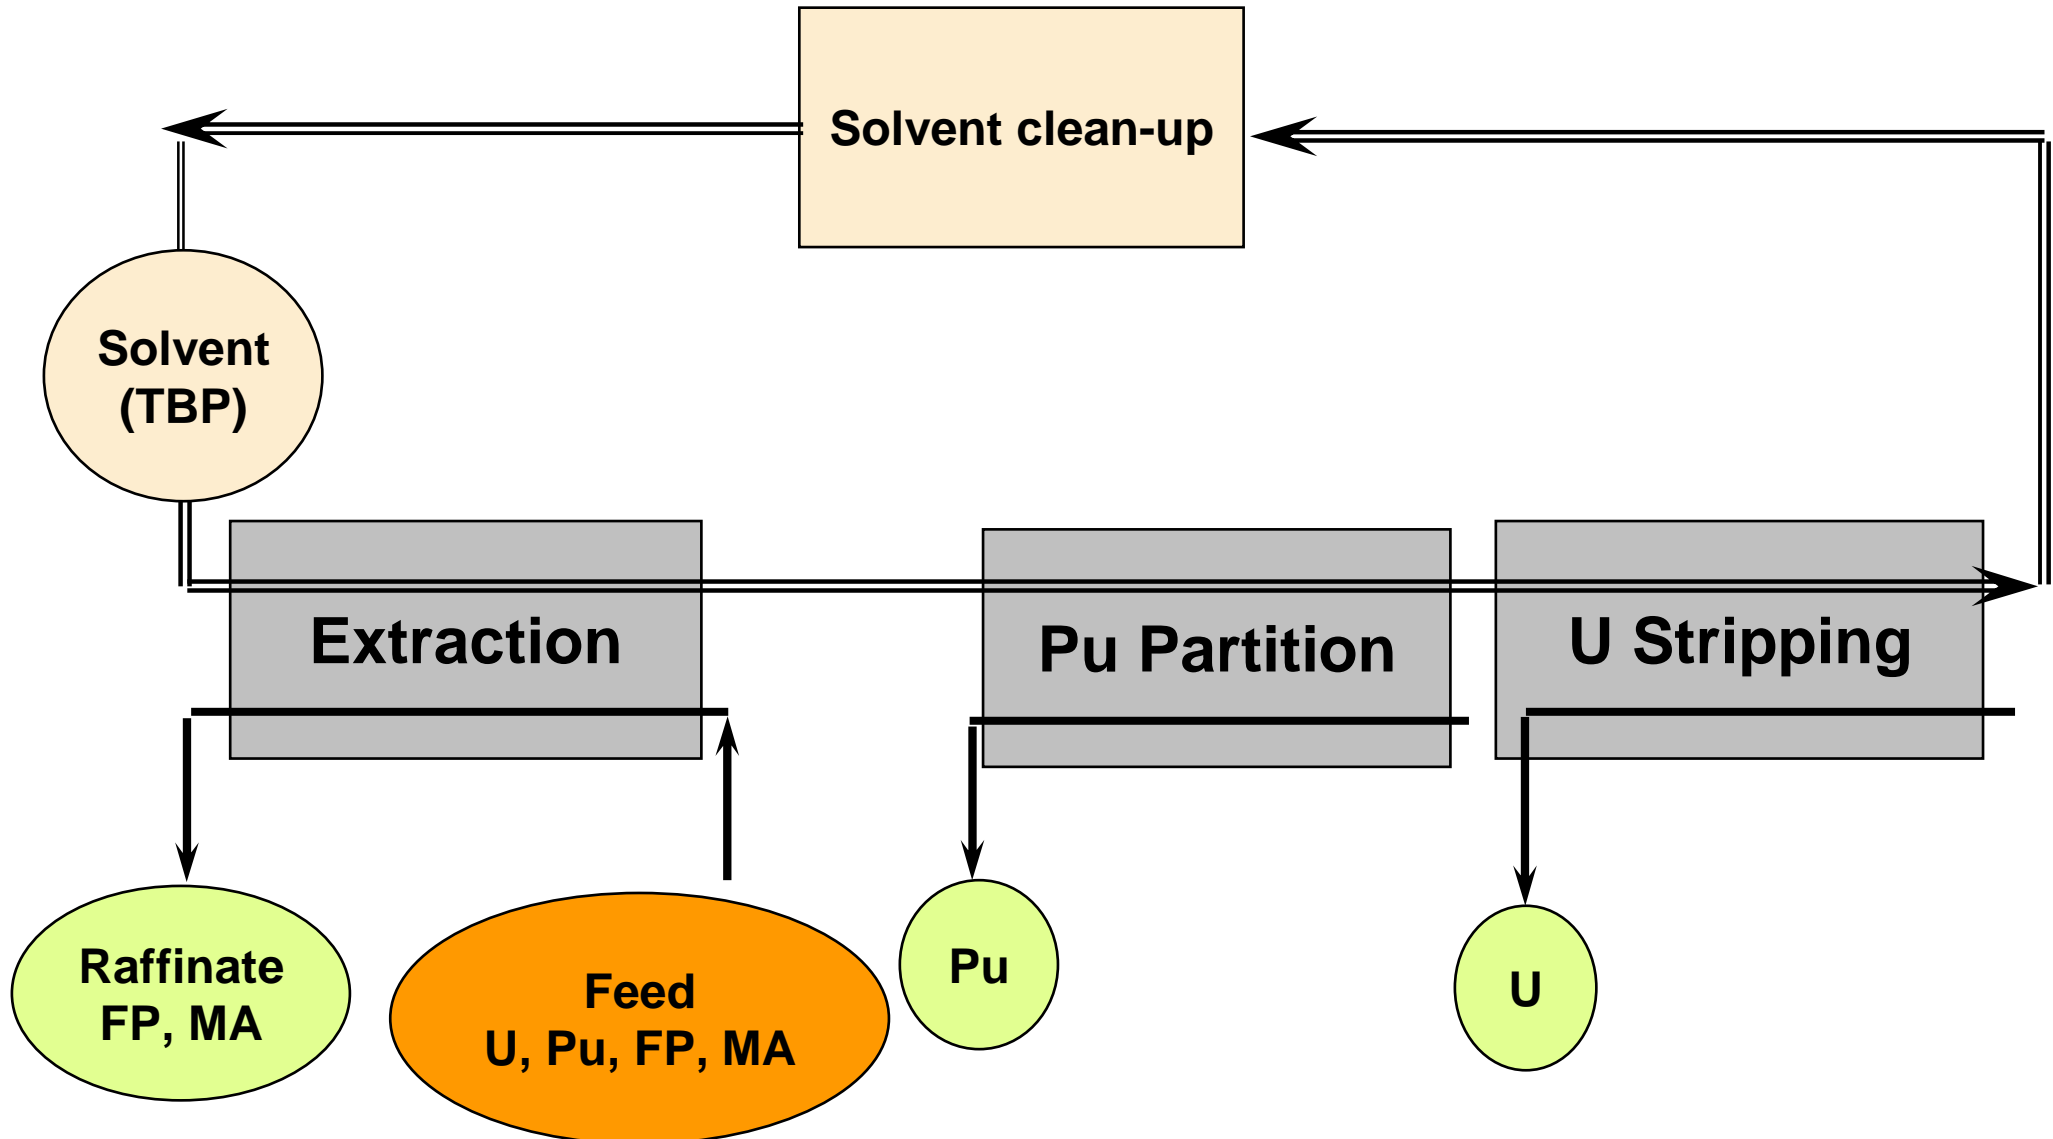 Solvent clean-up
Solvent
(TBP)
Extraction
Pu Partition
U Stripping
Raffinate
FP, MA
Feed
U, Pu, FP, MA
Pu
U